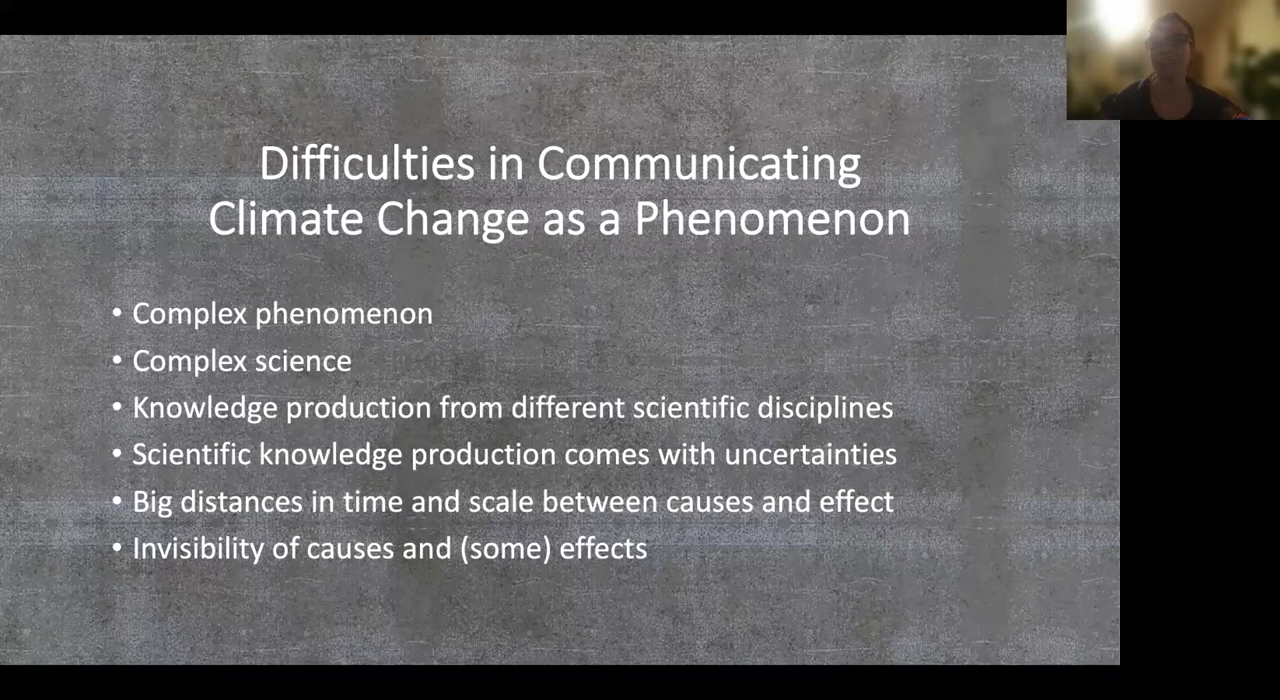 Difficulties in Communicating
Climate Change as a Phenomenon
• Complex phenomenon
• Complex science
• Knowledge production from different scientific disciplines
• Scientific knowledge production comes with uncertainties
• Big distances in time and scale between causes and effect
• Invisibility of causes and (some) effects